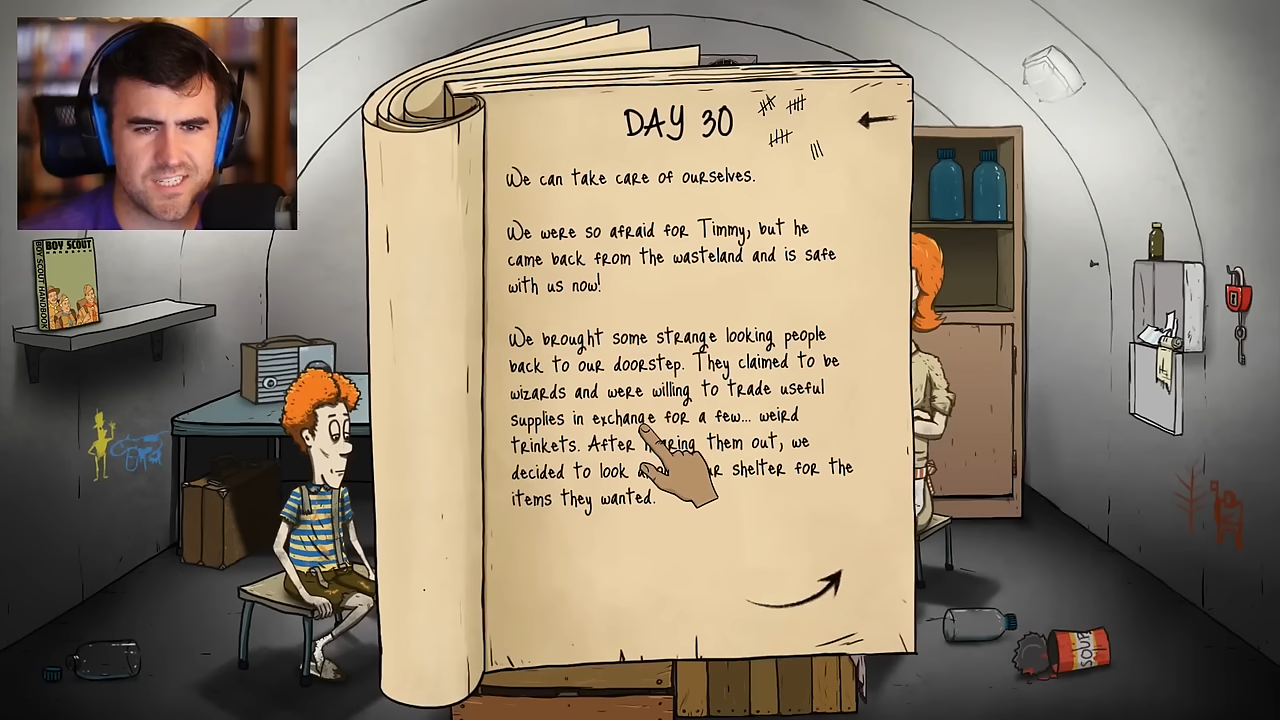 DAY 30
We can take care of ourselves.
We were so afraid for Timmy, but he
came back from the wasteland and is safe
with us now!
We brought some strange looking people
back to our doorstep. They claimed to be
wizards and were willing to trade useful
supplies in exchange for a few... weird
trinkets. After them out, we
decided to look shelter for the
items they wanted.
BOY SCOUT
HANDBOOK
BOY SCOUT HANDBOOK
SOUP